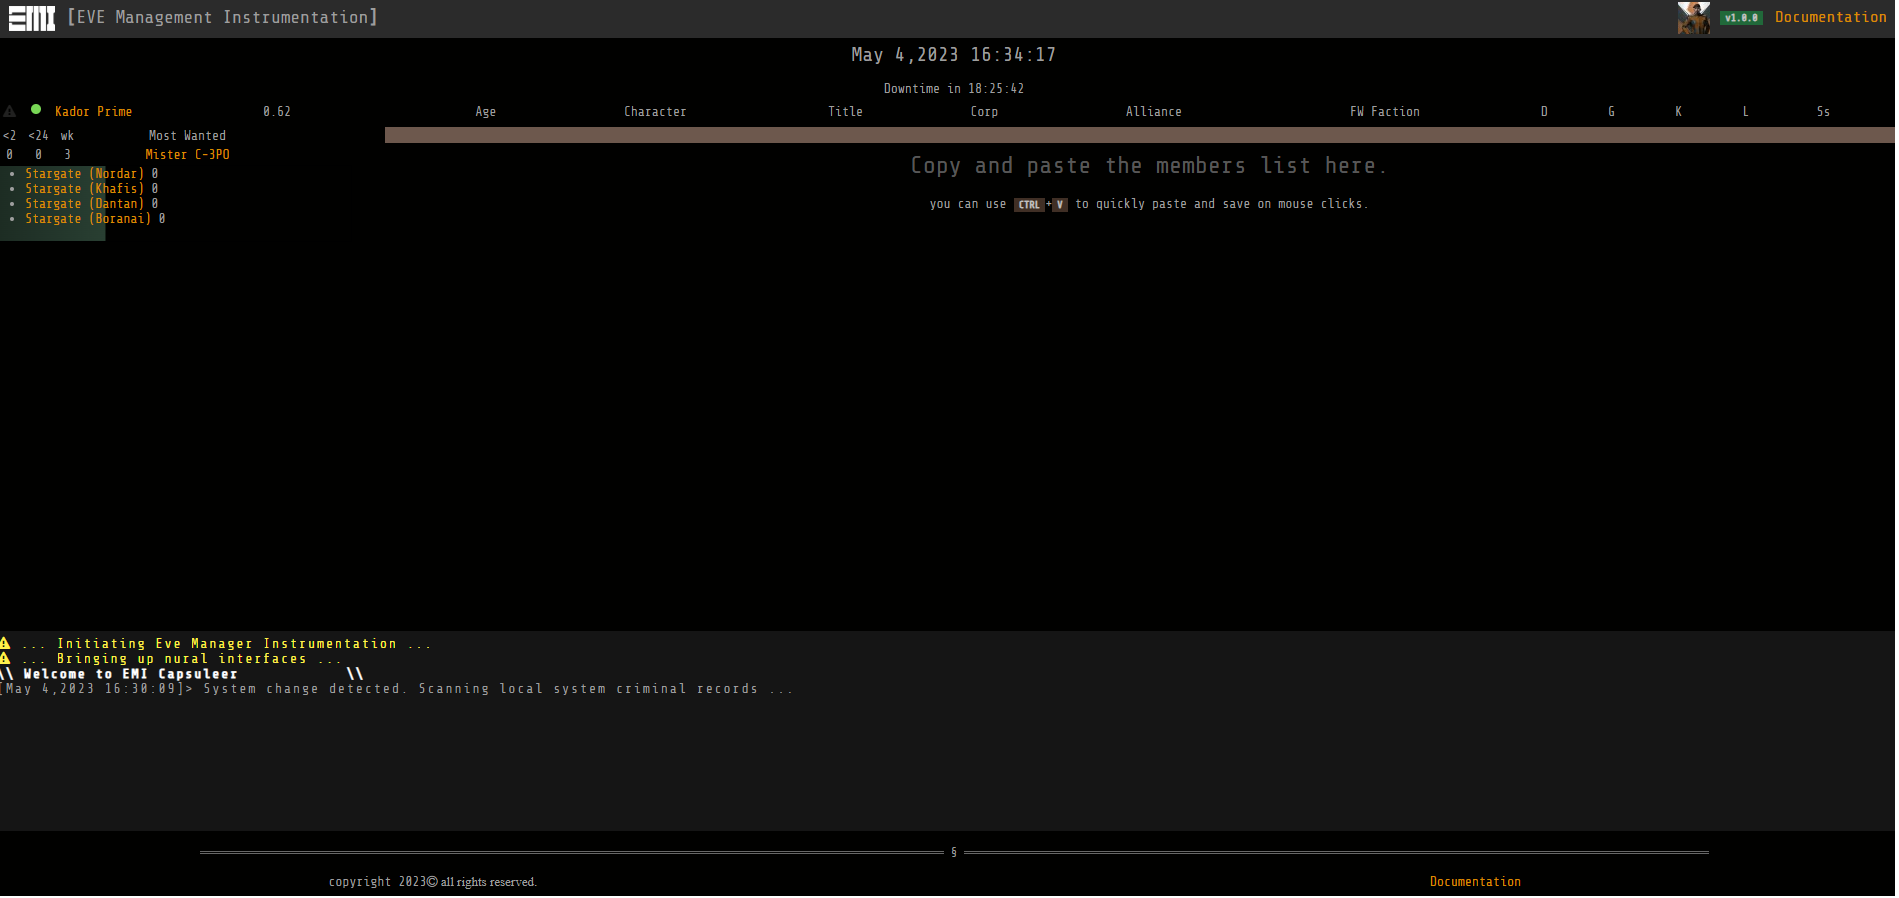 EMI [EVE Management Instrumentation] v1.0.0 Documentation
May 4,2023 16:34:17
Downtime in 18:25:42
Kador Prime 0.62 Age Character Title Corp Alliance FW Faction D G K L Ss
<2 <24 wk Most Wanted
0 0 3 Mister C-3PO
Copy and paste the members list here.
• Stargate (Nordar) 0
• Stargate (Khafis) 0
• Stargate (Dantan) 0
• Stargate (Boranai) 0
you can use CTRL+V to quickly paste and save on mouse clicks.
... Initiating Eve Manager Instrumentation ...
... Bringing up nural interfaces ...
\\ Welcome to EMI Capsuleer \\
[May 4,2023 16:30:09]> System change detected. Scanning local system criminal records ...
§
copyright 2023© all rights reserved. Documentation